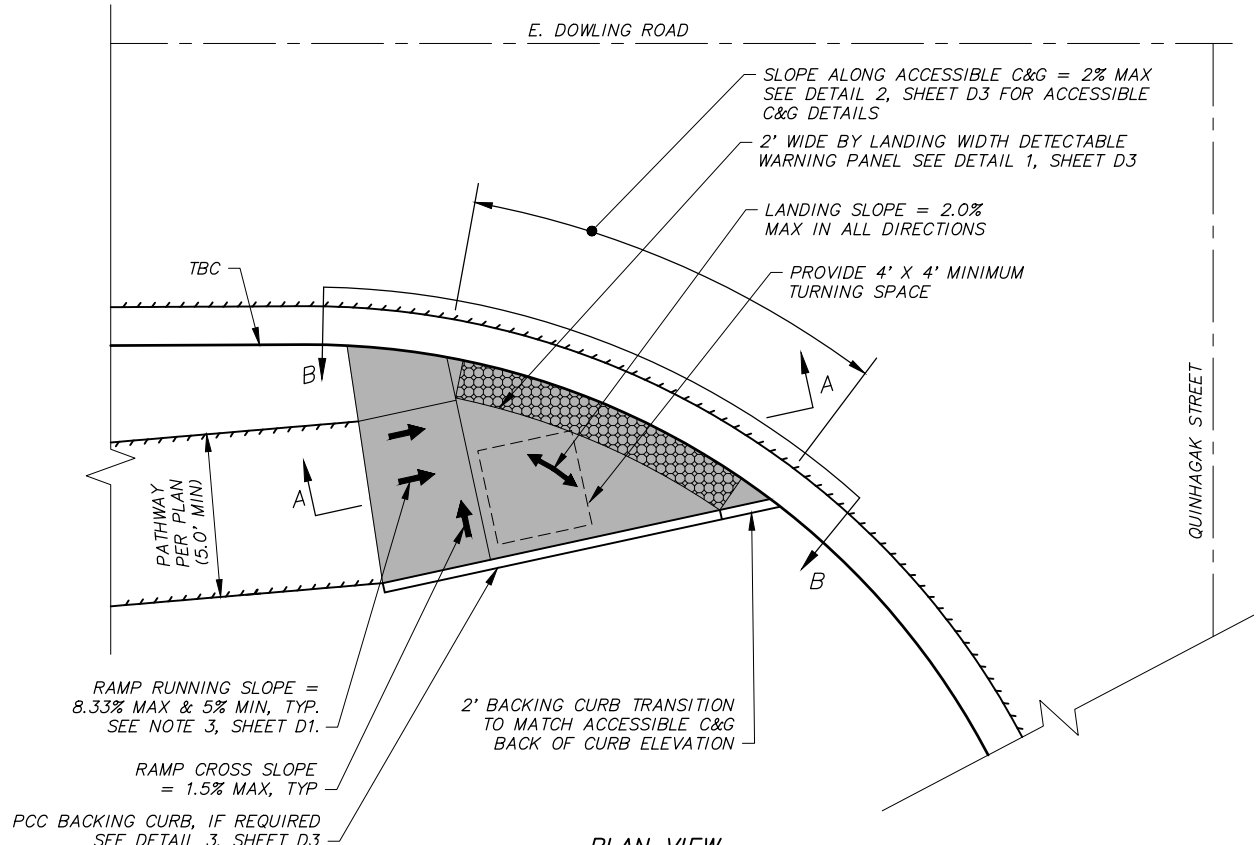 E. DOWLING ROAD
SLOPE ALONG ACCESSIBLE C&G = 2% MAX
SEE DETAIL 2, SHEET D3 FOR ACCESSIBLE
C&G DETAILS
2' WIDE BY LANDING WIDTH DETECTABLE
WARNING PANEL SEE DETAIL 1, SHEET D3
LANDING SLOPE = 2.0%
MAX IN ALL DIRECTIONS
PROVIDE 4' X 4' MINIMUM
TURNING SPACE
TBC
B
A
A
B
PATHWAY
PER PLAN
(5.0' MIN)
QUINHAGAK STREET
RAMP RUNNING SLOPE =
8.33% MAX & 5% MIN, TYP.
SEE NOTE 3, SHEET D1.
2' BACKING CURB TRANSITION
TO MATCH ACCESSIBLE C&G
BACK OF CURB ELEVATION
RAMP CROSS SLOPE
= 1.5% MAX, TYP
PCC BACKING CURB, IF REQUIRED
SEE DETAIL 3, SHEET D3
PLAN VIEW